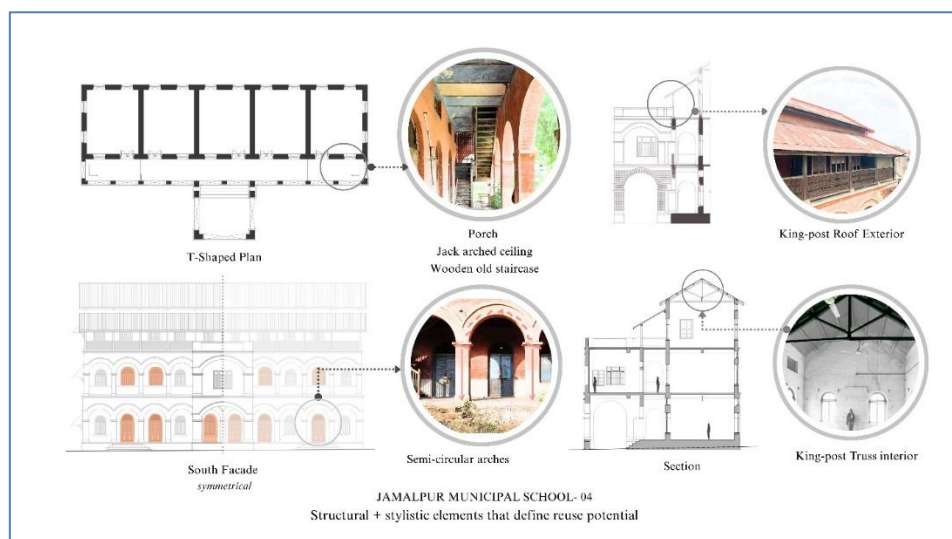 T-Shaped Plan
Porch
Jack arched ceiling
Wooden old staircase
King-post Roof Exterior
South Facade
symmetrical
Semi-circular arches
Section
King-post Truss interior
JAMALPUR MUNICIPAL SCHOOL- 04
Structural + stylistic elements that define reuse potential